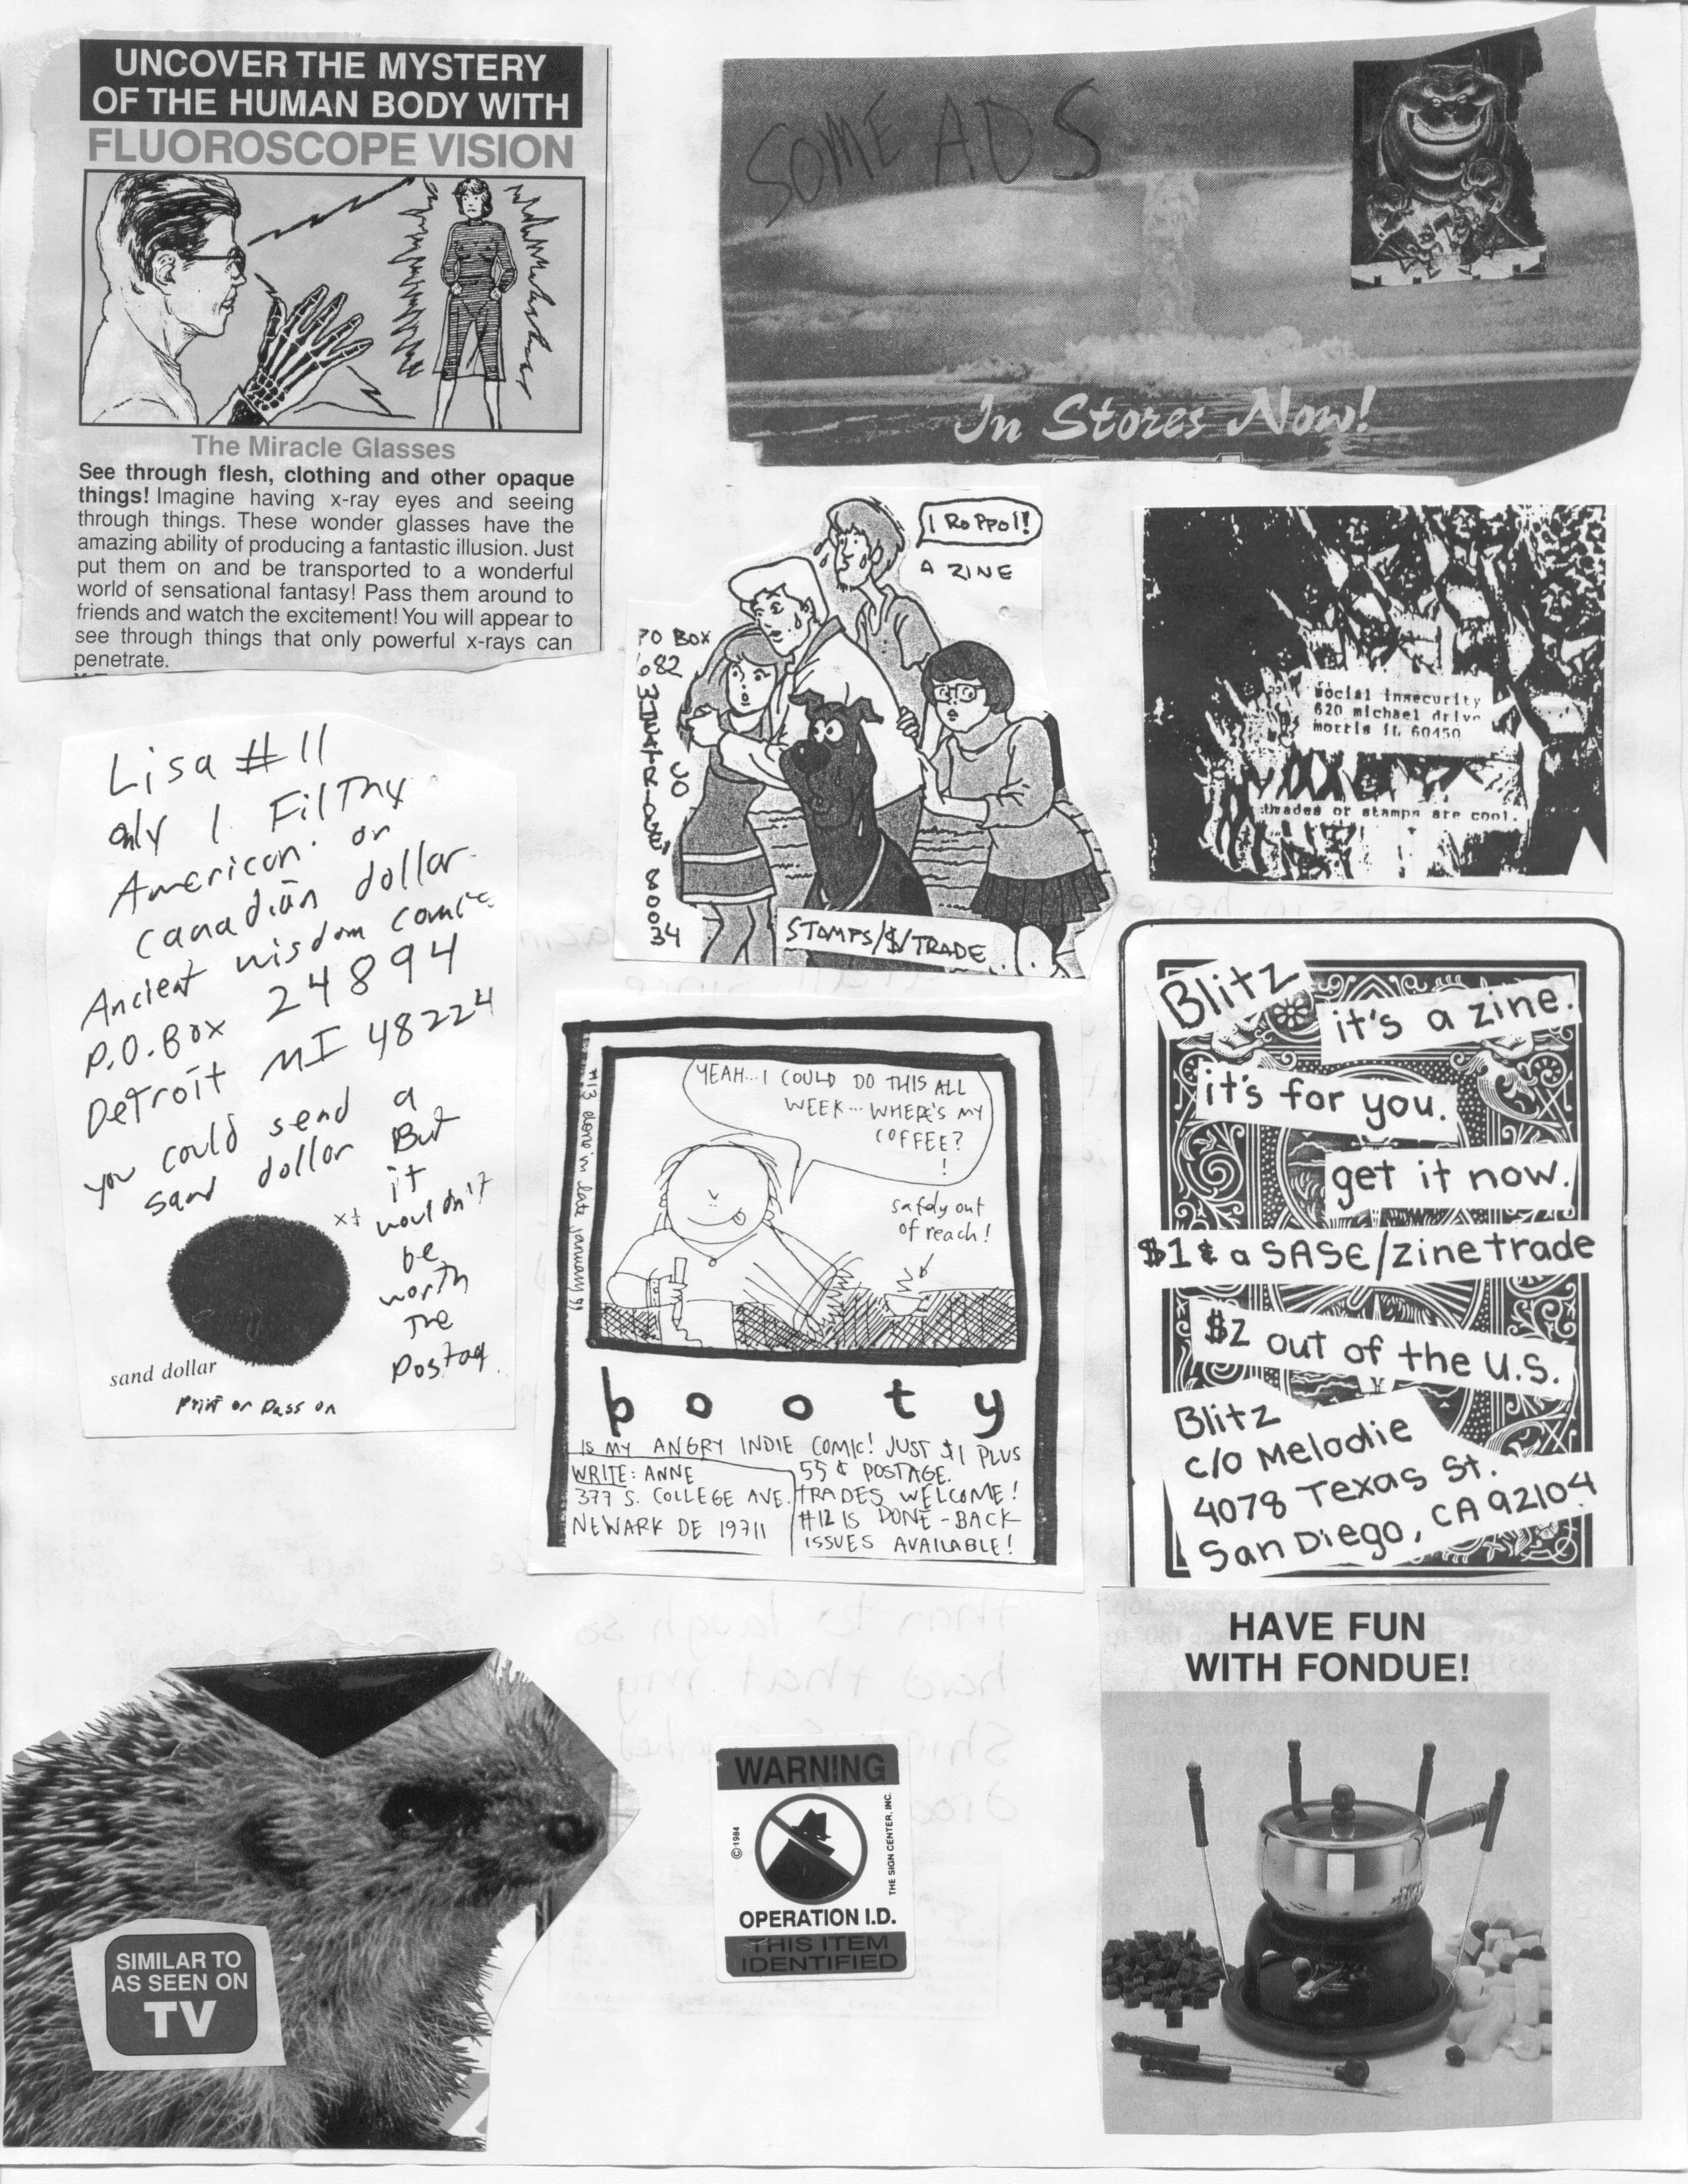 UNCOVER THE MYSTERY
OF THE HUMAN BODY WITH
FLUOROSCOPE VISION
The Miracle Glasses
See through flesh, clothing and other opaque
things! Imagine having x-ray eyes and seeing
through things. These wonder glasses have the
amazing ability of producing a fantastic illusion. Just
put them on and be transported to a wonderful
world of sensational fantasy! Pass them around to
friends and watch the excitement! You will appear to
see through things that only powerful x-rays can
penetrate.
SOME ADS
In Stores Now!
I RoPPoI!
A ZINE
PO BOX
682
CO
80034
STAMPS/$/TRADE
social insecurity
620 michael drive
morris il 60450
trades or stamps are cool.
Lisa #11
only 1 FilThy
American or
canadian dollar
Ancient wisdom comics
P.O. Box 24894
Detroit MI 48224
you could send a
sand dollar But
it
wouldn't
be
worth
The
Postag
sand dollar
Print or Pass on
YEAH...I COULD DO THIS ALL
WEEK... WHERE'S MY
COFFEE?
!
safely out
of reach!
#13 done in late january 99
booty
IS MY ANGRY INDIE COMIC! JUST $1 PLUS
55¢ POSTAGE.
TRADES WELCOME!
#12 IS DONE - BACK
ISSUES AVAILABLE!
WRITE: ANNE
377 S. COLLEGE AVE.
NEWARK DE 19711
Blitz
it's a zine.
it's for you.
get it now.
$1 & a SASE/zine trade
$2 out of the U.S.
Blitz
c/o Melodie
4078 Texas St.
San Diego, CA 92104
SIMILAR TO
AS SEEN ON
TV
WARNING
©1984
THE SIGN CENTER, INC.
OPERATION I.D.
THIS ITEM
IDENTIFIED
HAVE FUN
WITH FONDUE!